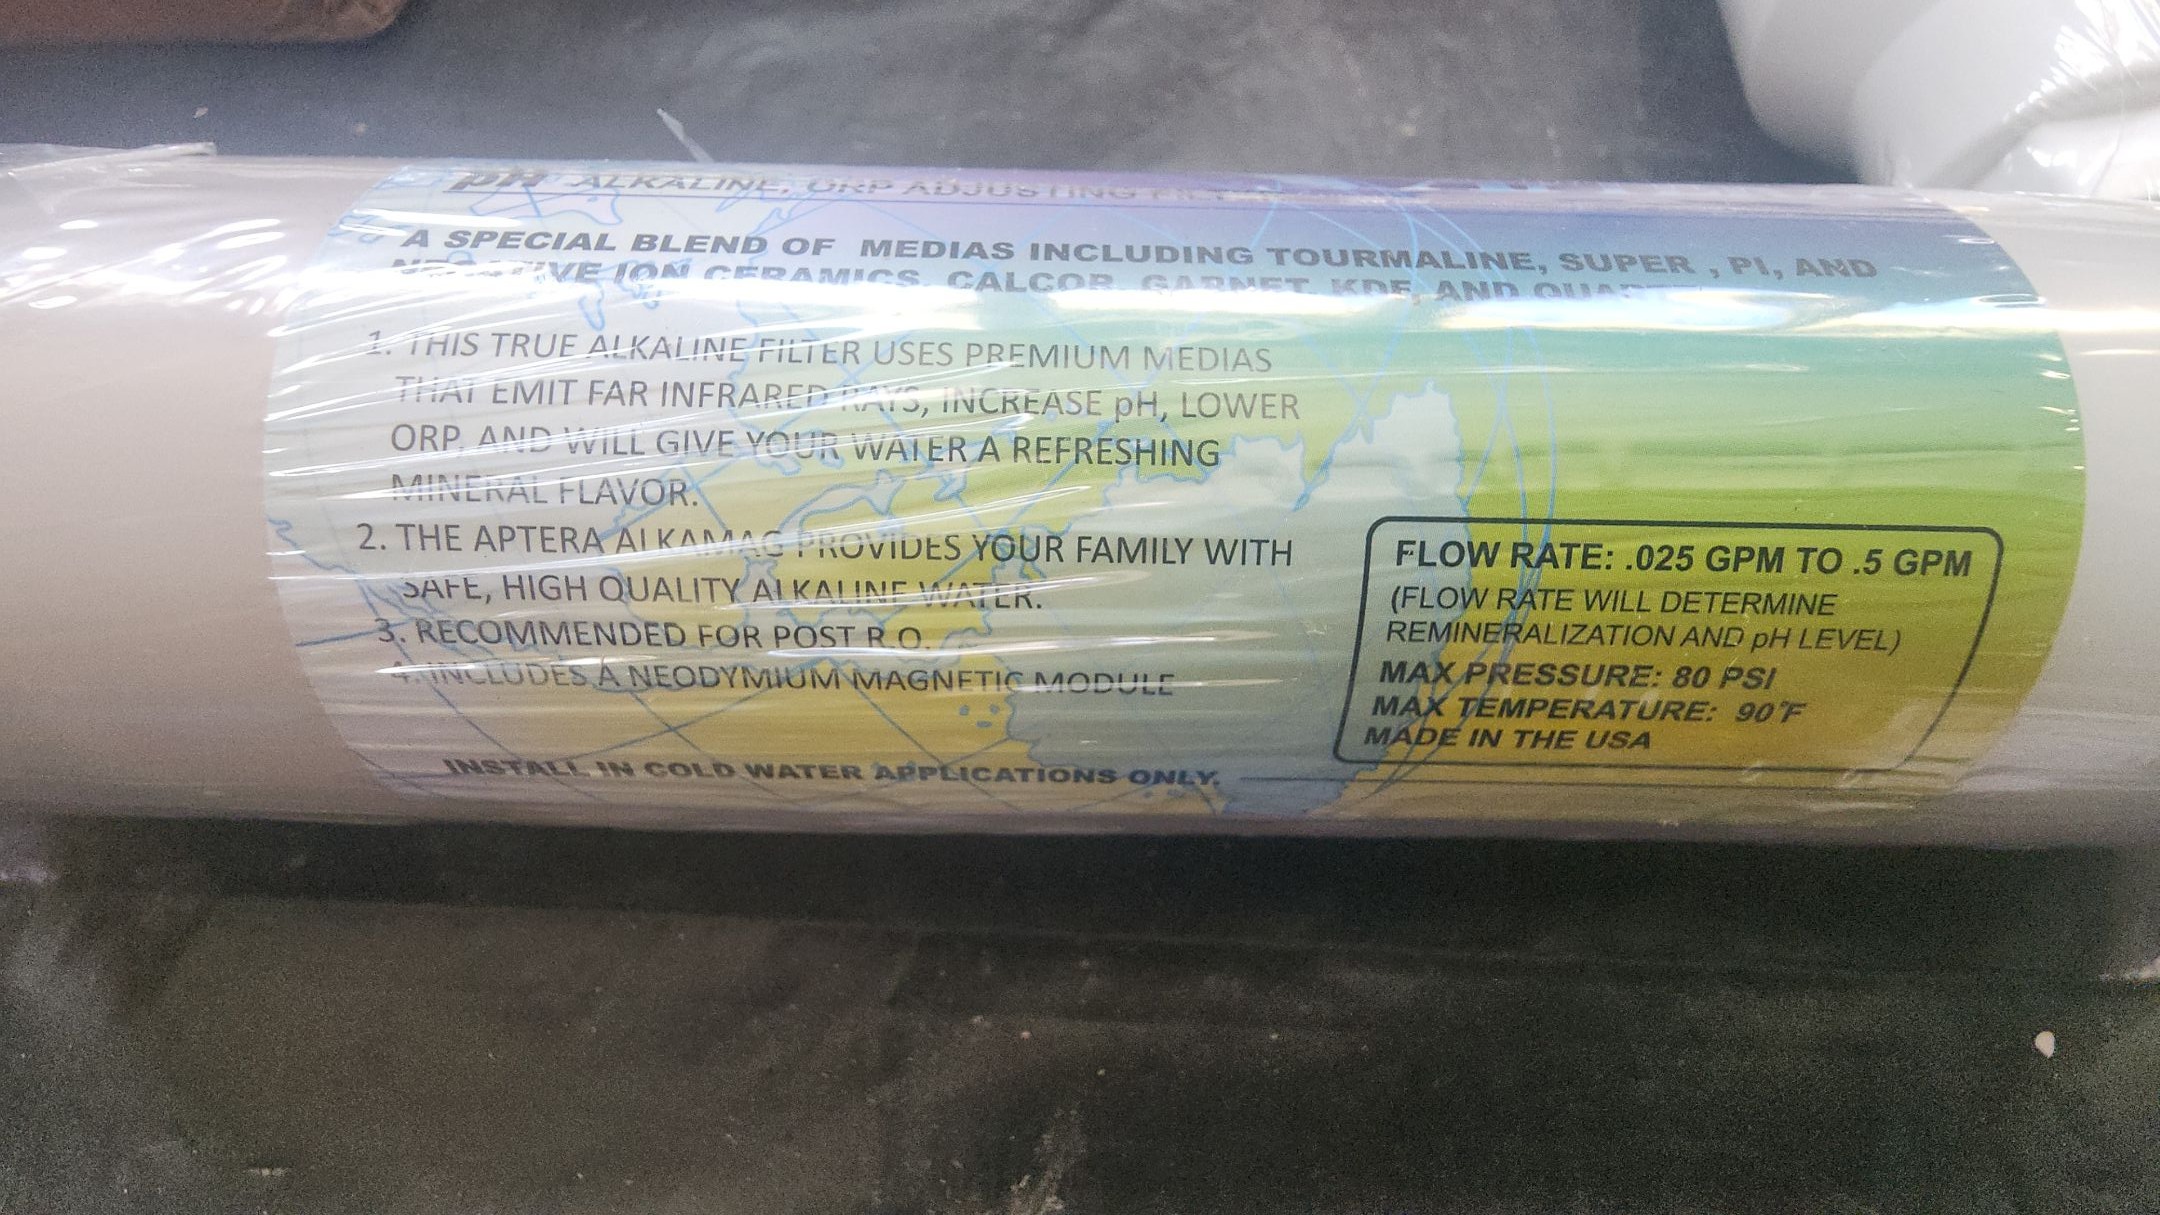 pH ALKALINE, ORP ADJUSTING
A SPECIAL BLEND OF MEDIAS INCLUDING TOURMALINE, SUPER , PI, AND
NEGATIVE ION CERAMICS, CALCOR, GARNET, KDF, AND QUARTZ
1. THIS TRUE ALKALINE FILTER USES PREMIUM MEDIAS
THAT EMIT FAR INFRARED RAYS, INCREASE pH, LOWER
ORP, AND WILL GIVE YOUR WATER A REFRESHING
MINERAL FLAVOR.
2. THE APTERA ALKAMAG PROVIDES YOUR FAMILY WITH
SAFE, HIGH QUALITY ALKALINE WATER.
3. RECOMMENDED FOR POST R.O.
4. INCLUDES A NEODYMIUM MAGNETIC MODULE
INSTALL IN COLD WATER APPLICATIONS ONLY.
FLOW RATE: .025 GPM TO .5 GPM
(FLOW RATE WILL DETERMINE
REMINERALIZATION AND pH LEVEL)
MAX PRESSURE: 80 PSI
MAX TEMPERATURE: 90°F
MADE IN THE USA